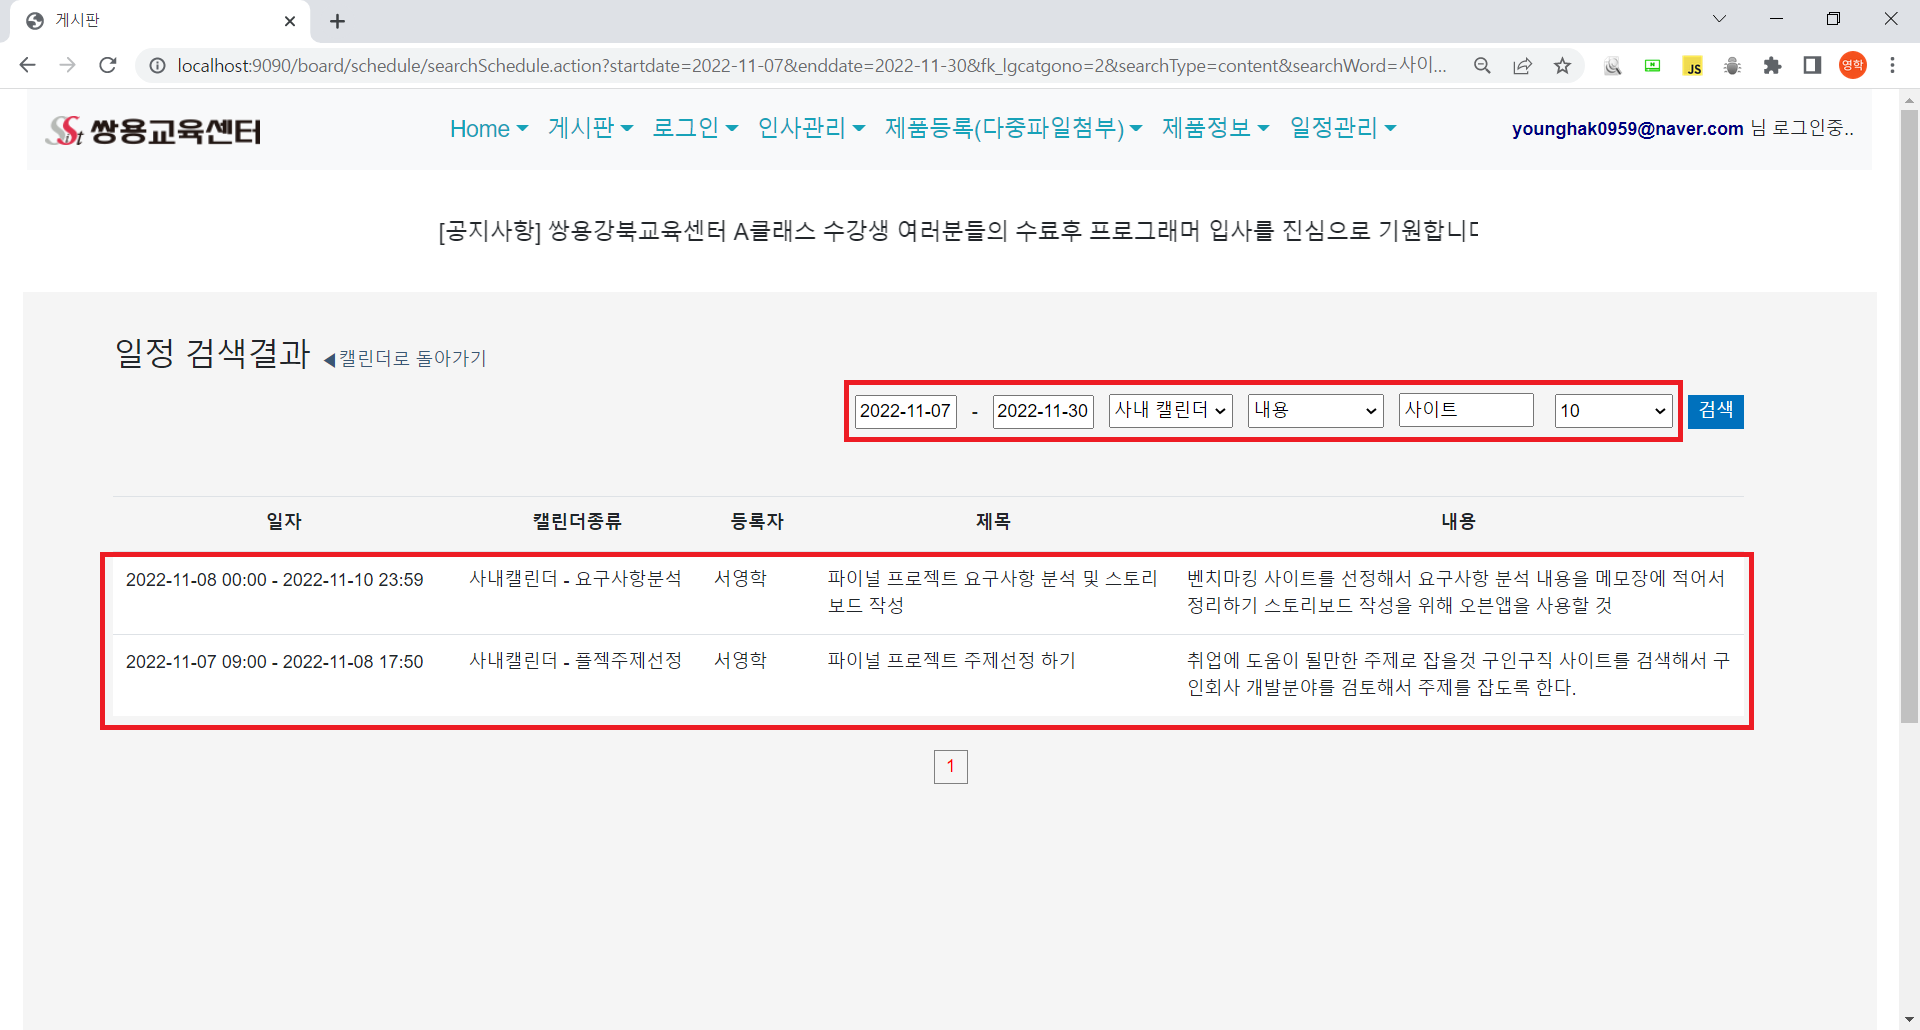 게시판
localhost:9090/board/schedule/searchSchedule.action?startdate=2022-11-07&enddate=2022-11-30&fk_lgcatgono=2&searchType=content&searchWord=사이...
JS
영학
SSist 쌍용교육센터
Home 게시판 로그인 인사관리 제품등록(다중파일첨부) 제품정보 일정관리
younghak0959@naver.com 님 로그인중..
[공지사항] 쌍용강북교육센터 A클래스 수강생 여러분들의 수료후 프로그래머 입사를 진심으로 기원합니다
일정 검색결과 ◀캘린더로 돌아가기
2022-11-07 - 2022-11-30 사내 캘린더 내용 사이트 10 검색
일자 캘린더종류 등록자 제목 내용
2022-11-08 00:00 - 2022-11-10 23:59 사내캘린더 - 요구사항분석 서영학 파이널 프로젝트 요구사항 분석 및 스토리
보드 작성
벤치마킹 사이트를 선정해서 요구사항 분석 내용을 메모장에 적어서
정리하기 스토리보드 작성을 위해 오븐앱을 사용할 것
2022-11-07 09:00 - 2022-11-08 17:50 사내캘린더 - 플젝주제선정 서영학 파이널 프로젝트 주제선정 하기
취업에 도움이 될만한 주제로 잡을것 구인구직 사이트를 검색해서 구
인회사 개발분야를 검토해서 주제를 잡도록 한다.
1